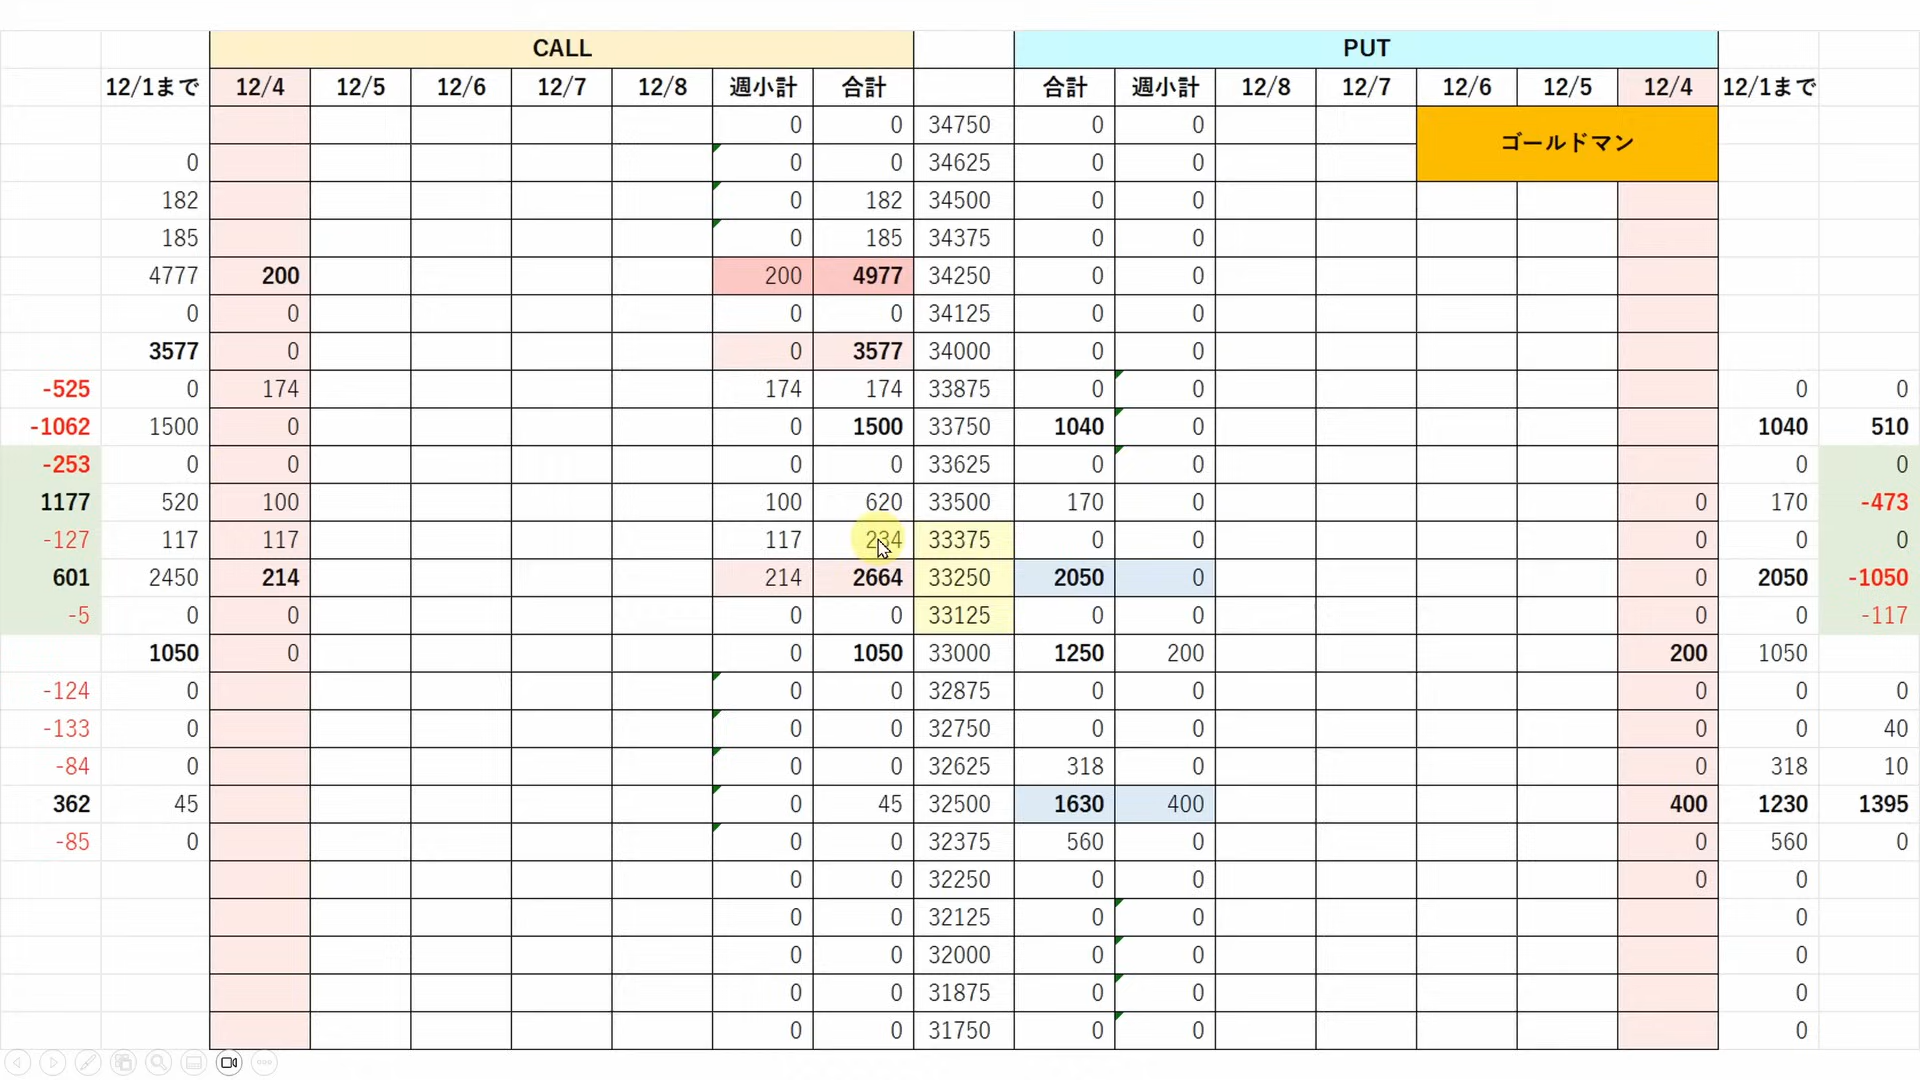 CALL PUT
12/1まで 12/4 12/5 12/6 12/7 12/8 週小計 合計 合計 週小計 12/8 12/7 12/6 12/5 12/4 12/1まで
0 0 34750 0 0
ゴールドマン
0 0 0 34625 0 0
182 0 182 34500 0 0
185 0 185 34375 0 0
4777 200 200 4977 34250 0 0
0 0 0 0 34125 0 0
3577 0 0 3577 34000 0 0
-525 0 174 174 174 33875 0 0 0 0
-1062 1500 0 0 1500 33750 1040 0 1040 510
-253 0 0 0 0 33625 0 0 0 0
1177 520 100 100 620 33500 170 0 0 170 -473
-127 117 117 117 234 33375 0 0 0 0 0
601 2450 214 214 2664 33250 2050 0 0 2050 -1050
-5 0 0 0 0 33125 0 0 0 0 -117
1050 0 0 1050 33000 1250 200 200 1050
-124 0 0 0 32875 0 0 0 0 0
-133 0 0 0 32750 0 0 0 0 40
-84 0 0 0 32625 318 0 0 318 10
362 45 0 45 32500 1630 400 400 1230 1395
-85 0 0 0 32375 560 0 0 560 0
0 0 32250 0 0 0 0
0 0 32125 0 0 0
0 0 32000 0 0 0
0 0 31875 0 0 0
0 0 31750 0 0 0